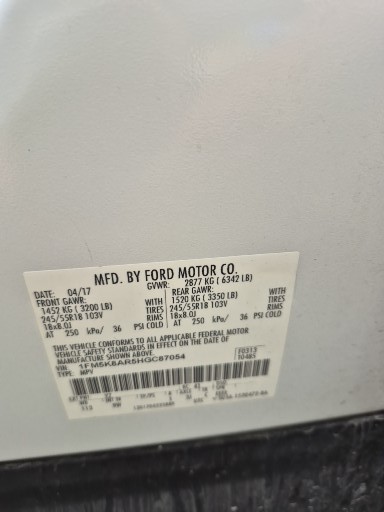 MFD. BY FORD MOTOR CO.
DATE: 04/17 GVWR: 2877 KG ( 6342 LB)
FRONT GAWR: REAR GAWR:
1452 KG ( 3200 LB) WITH 1520 KG ( 3350 LB) WITH
245/55R18 103V TIRES 245/55R18 103V TIRES
18x8.0J RIMS 18x8.0J RIMS
AT 250 kPa/ 36 PSI COLD AT 250 kPa/ 36 PSI COLD
THIS VEHICLE CONFORMS TO ALL APPLICABLE FEDERAL MOTOR
VEHICLE SAFETY
IN EFFECT ON THE DATE OF
SHOWN ABOVE.
VIN: 1FM5K8AR5HGC87054 F0313
TYPE: MPV